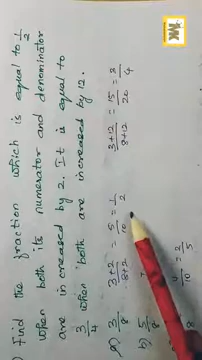 ) Find the fraction which is equal to 1/2
when both its numerator and denominator
are increased by 2. It is equal to
3/4 when both are increased by 12.
a) 3/8   3+2/8+2 = 5/10 = 1/2   3+12/8+12 = 15/20 = 3/4
b) 5/8
4/10 = 2/5
8